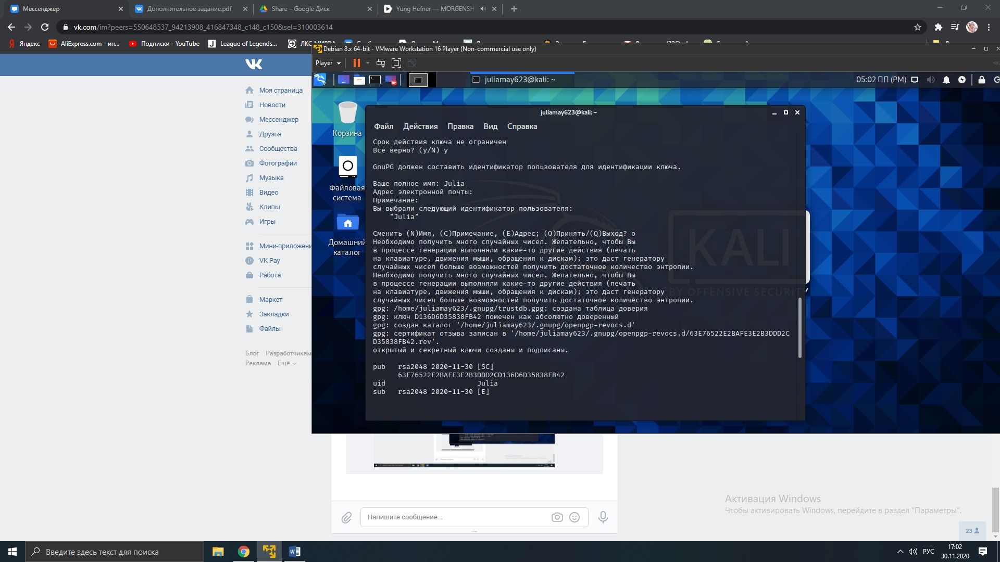 Мессенджер
Дополнительное задание.pdf
Share – Google Диск
Yung Hefner — MORGENSH
vk.com/im?peers=550648537_94213908_416847348_c148_c150&sel=310003614
Яндекс
AliExpress.com - ин...
Подписки - YouTube
League of Legends...
Debian 8.x 64-bit - VMware Workstation 16 Player (Non-commercial use only)
Player
juliamay623@kali: ~
05:02 ПП (PM)
Моя страница
Новости
Мессенджер
Друзья
Сообщества
Фотографии
Музыка
Видео
Клипы
Игры
Мини-приложени
VK Pay
Работа
Маркет
Закладки
Файлы
Блог Разработчикам
Реклама Ещё
Корзина
Файловая
система
Домашний
каталог
juliamay623@kali: ~
Файл Действия Правка Вид Справка
Срок действия ключа не ограничен
Все верно? (y/N) y
GnuPG должен составить идентификатор пользователя для идентификации ключа.
Ваше полное имя: Julia
Адрес электронной почты:
Примечание:
Вы выбрали следующий идентификатор пользователя:
"Julia"
Сменить (N)Имя, (C)Примечание, (E)Адрес; (O)Принять/(Q)Выход? o
Необходимо получить много случайных чисел. Желательно, чтобы Вы
в процессе генерации выполняли какие-то другие действия (печать
на клавиатуре, движения мыши, обращения к дискам); это даст генератору
случайных чисел больше возможностей получить достаточное количество энтропии.
Необходимо получить много случайных чисел. Желательно, чтобы Вы
в процессе генерации выполняли какие-то другие действия (печать
на клавиатуре, движения мыши, обращения к дискам); это даст генератору
случайных чисел больше возможностей получить достаточное количество энтропии.
gpg: /home/juliamay623/.gnupg/trustdb.gpg: создана таблица доверия
gpg: ключ D136D6D35838FB42 помечен как абсолютно доверенный
gpg: создан каталог '/home/juliamay623/.gnupg/openpgp-revocs.d'
gpg: сертификат отзыва записан в '/home/juliamay623/.gnupg/openpgp-revocs.d/63E76522E2BAFE3E2B3DDD2C
D35838FB42.rev'.
открытый и секретный ключи созданы и подписаны.
pub rsa2048 2020-11-30 [SC]
63E76522E2BAFE3E2B3DDD2CD136D6D35838FB42
uid Julia
sub rsa2048 2020-11-30 [E]
KALI
BY OFFENSIVE SECURITY
Напишите сообщение...
Активация Windows
Чтобы активировать Windows, перейдите в раздел "Параметры".
23
Введите здесь текст для поиска
РУС
17:02
30.11.2020